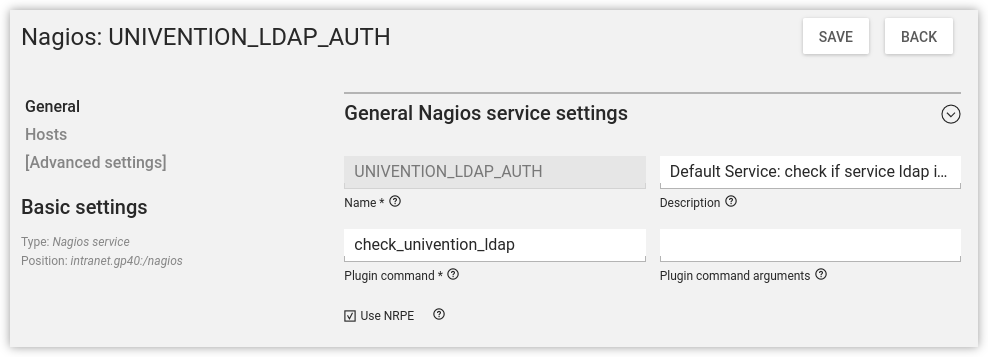 Nagios: UNIVENTION_LDAP_AUTH
SAVE
BACK
General
Hosts
[Advanced settings]
Basic settings
Type: Nagios service
Position: intranet.gp40:/nagios
General Nagios service settings
UNIVENTION_LDAP_AUTH
Name *
Default Service: check if service ldap i...
Description
check_univention_ldap
Plugin command *
Plugin command arguments
Use NRPE